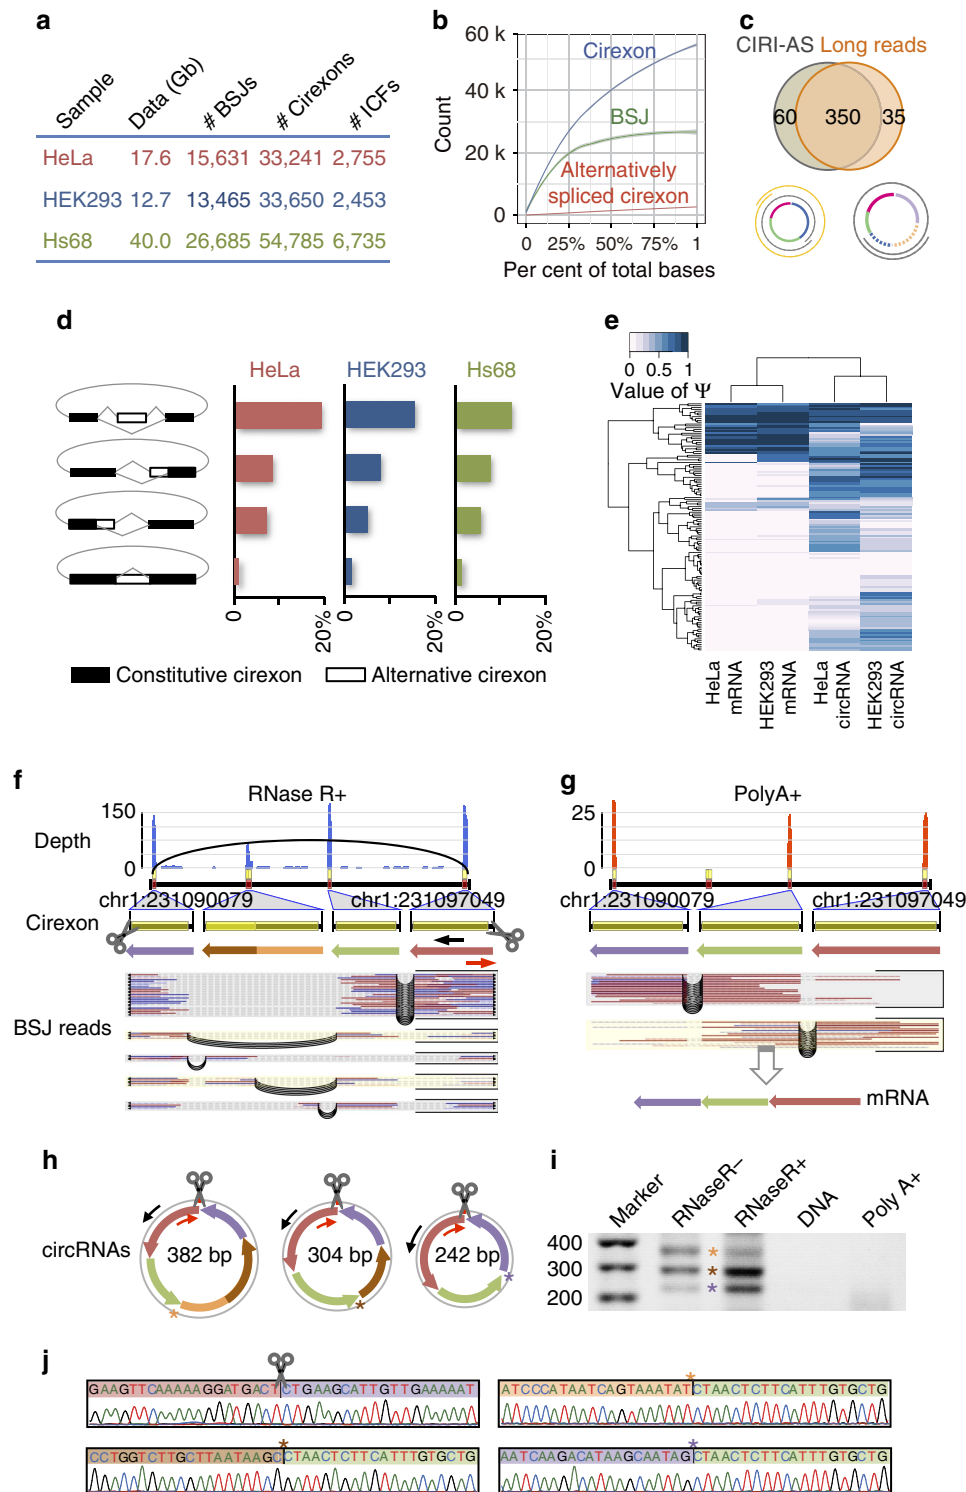 a
Sample Data (Gb) # BSJs # Cirexons # ICFs
HeLa 17.6 15,631 33,241 2,755
HEK293 12.7 13,465 33,650 2,453
Hs68 40.0 26,685 54,785 6,735
b
60 k
40 k
20 k
0
Count
Cirexon
BSJ
Alternatively
spliced cirexon
0 25% 50% 75% 1
Per cent of total bases
c
CIRI-AS Long reads
60 350 35
d
HeLa HEK293 Hs68
0 20% 0 20% 0 20%
Constitutive cirexon Alternative cirexon
e
0 0.5 1
Value of Ψ
HeLa mRNA
HEK293 mRNA
HeLa circRNA
HEK293 circRNA
f
RNase R+
150
Depth
0
chr1:231090079 chr1:231097049
Cirexon
BSJ reads
g
PolyA+
25
0
chr1:231090079 chr1:231097049
mRNA
h
circRNAs
382 bp 304 bp 242 bp
* * *
i
Marker RNaseR− RNaseR+ DNA Poly A+
400 *
300 *
200 *
j
GAAGTTCAAAAAGGATGACTCTGAAGCATTGTTGAAAAAT
*
ATCCCATAATCAGTAAATATCTAACTCTTCATTTGTGCTG
*
CCTGGTCTTGCTTAATAAGCCTAACTCTTCATTTGTGCTG
*
AATCAAGACATAAGCAATAGCTAACTCTTCATTTGTGCTG